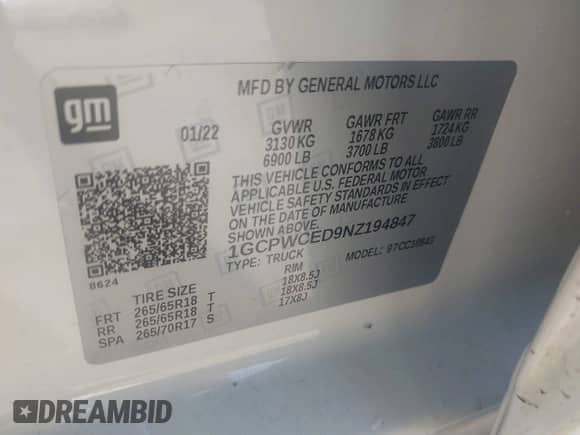 MFD BY GENERAL MOTORS LLC
gm
01/22
GVWR GAWR FRT GAWR RR
3130 KG 1678 KG 1724 KG
6900 LB 3700 LB 3800 LB
THIS VEHICLE CONFORMS TO ALL
APPLICABLE U.S. FEDERAL MOTOR
VEHICLE SAFETY STANDARDS IN EFFECT
ON THE DATE OF MANUFACTURE
1GCPWCED9NZ194847
TYPE: TRUCK MODEL:
8624
TIRE SIZE RIM
FRT 265/65R18 T 18X8.5J
RR 265/65R18 T 18X8.5J
SPA 265/70R17 S 17X8J
DREAMBID